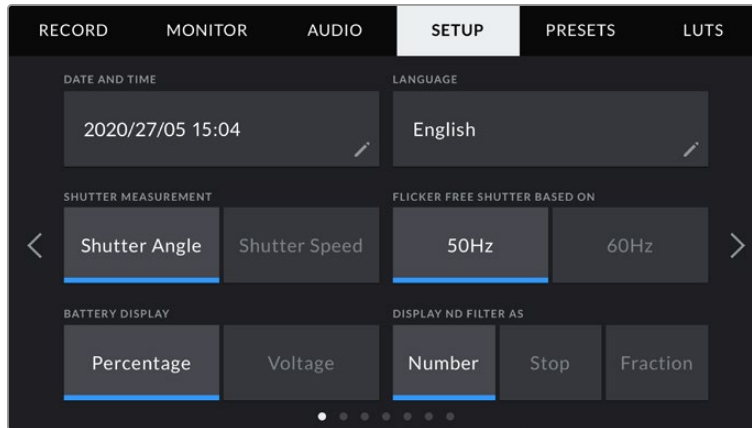 RECORD MONITOR AUDIO SETUP PRESETS LUTS
DATE AND TIME LANGUAGE
2020/27/05 15:04 English
SHUTTER MEASUREMENT FLICKER FREE SHUTTER BASED ON
Shutter Angle Shutter Speed 50Hz 60Hz
BATTERY DISPLAY DISPLAY ND FILTER AS
Percentage Voltage Number Stop Fraction